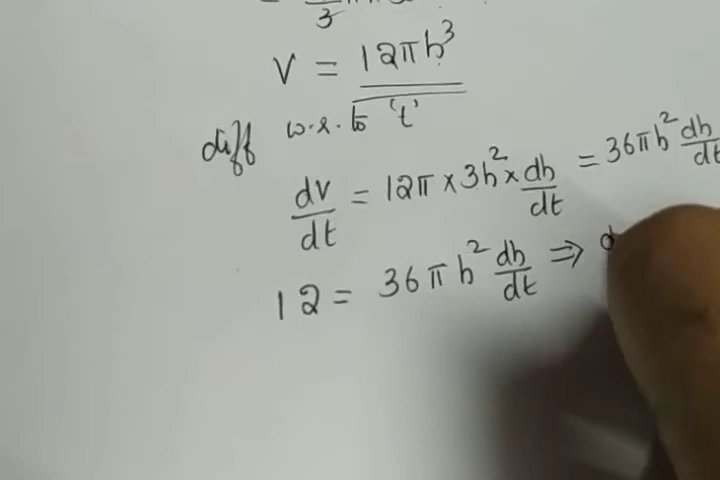 V = 12πh³
diff w.r.to 't'
dv/dt = 12π × 3h² × dh/dt = 36πh² dh/dt
12 = 36πh² dh/dt ⇒ d